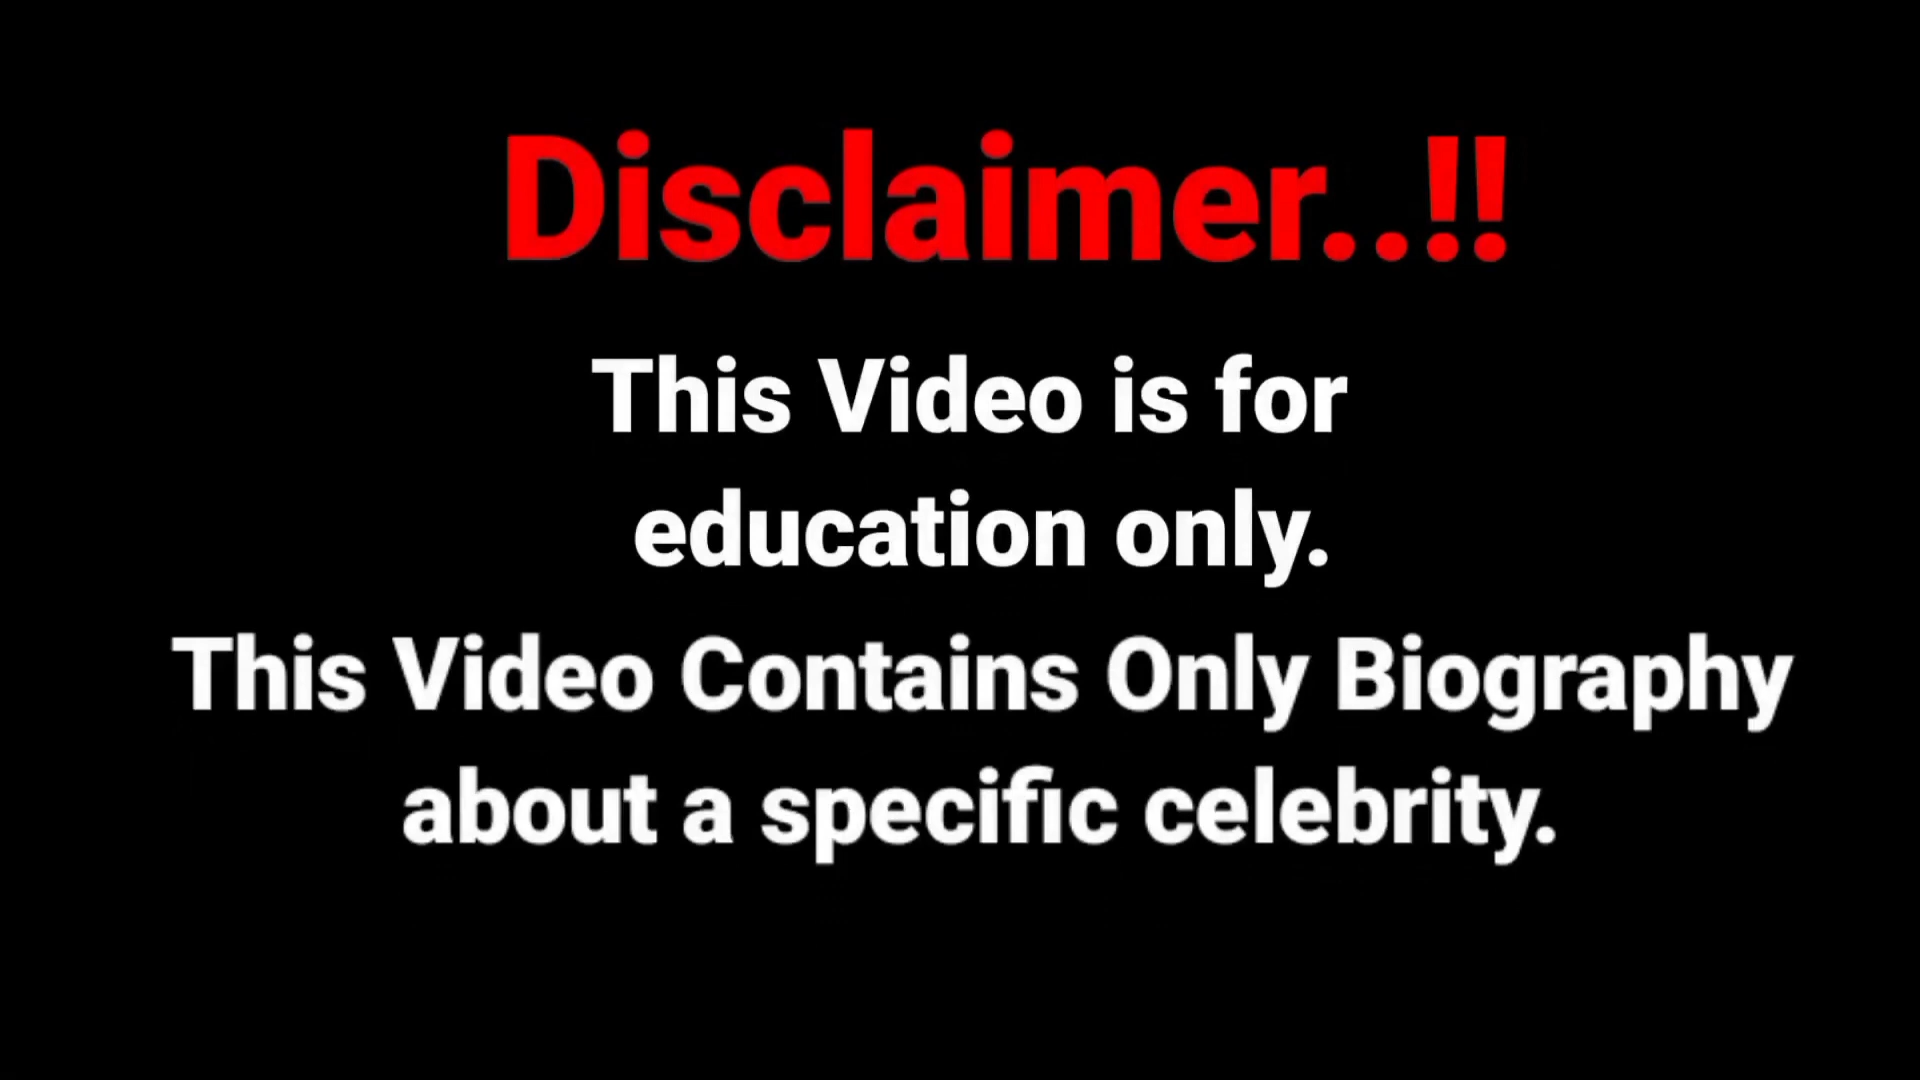 Disclaimer..!!
This Video is for
education only.
This Video Contains Only Biography
about a specific celebrity.